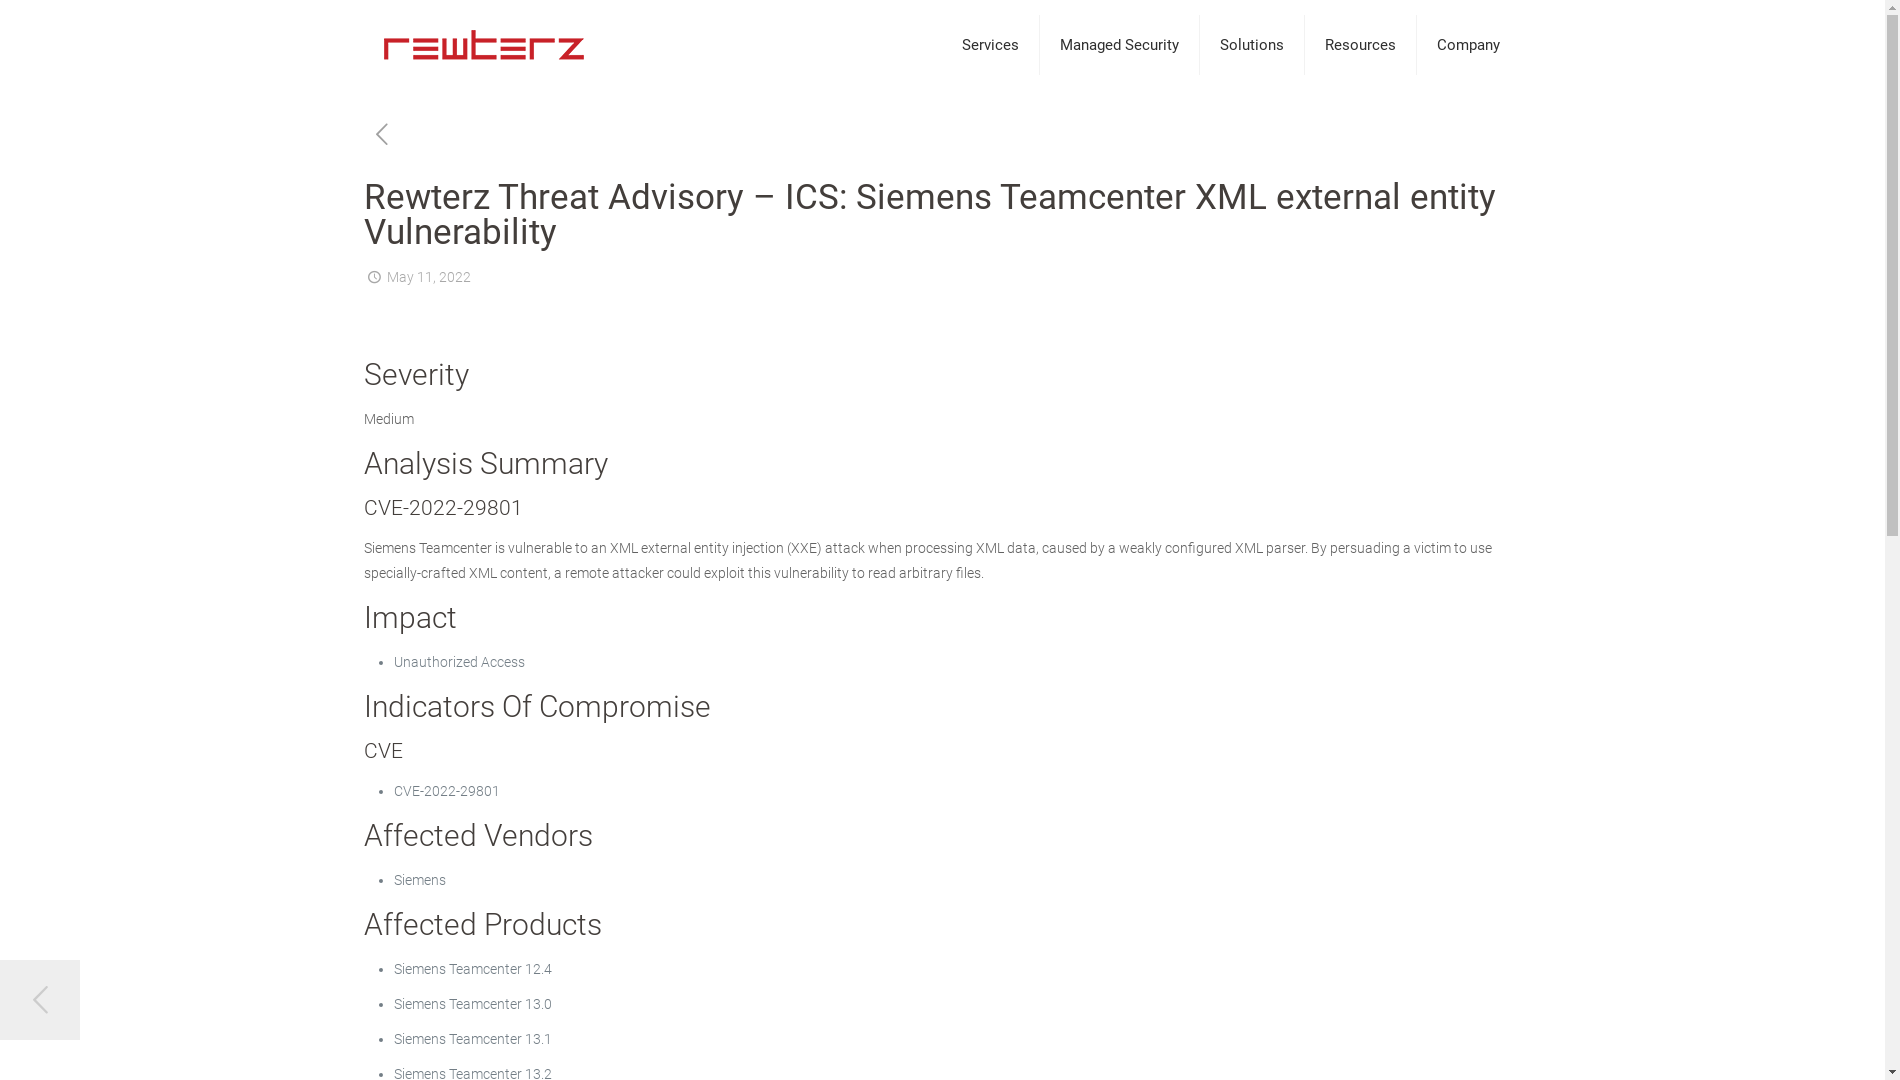 rewterz
Services
Managed Security
Solutions
Resources
Company
Rewterz Threat Advisory – ICS: Siemens Teamcenter XML external entity
Vulnerability
May 11, 2022
Severity
Medium
Analysis Summary
CVE-2022-29801
Siemens Teamcenter is vulnerable to an XML external entity injection (XXE) attack when processing XML data, caused by a weakly configured XML parser. By persuading a victim to use
specially-crafted XML content, a remote attacker could exploit this vulnerability to read arbitrary files.
Impact
Unauthorized Access
Indicators Of Compromise
CVE
CVE-2022-29801
Affected Vendors
Siemens
Affected Products
Siemens Teamcenter 12.4
Siemens Teamcenter 13.0
Siemens Teamcenter 13.1
Siemens Teamcenter 13.2